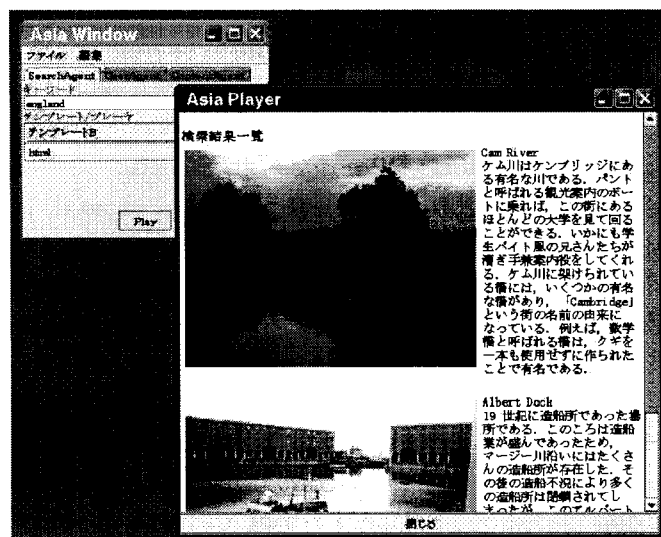 Asia Window
ファイル 編集
SearchAgent
キーワード
england
テンプレート/プレーヤ
テンプレートB
html
Play
Asia Player
検索結果一覧
Cam River
ケム川はケンブリッジにあ
る有名な川である．パント
と呼ばれる観光案内のボー
トに乗れば，この街にある
ほとんどの大学を見て回る
ことができる．いかにも学
生バイト風の兄さんたちが
漕ぎ手兼案内役をしてくれ
る．ケム川に架けられてい
る橋には，いくつかの有名
な橋があり，「Cambridge」
という街の名前の由来に
なっている．例えば，数学
橋と呼ばれる橋は，クギを
一本も使用せずに作られた
ことで有名である．
Albert Dock
19 世紀に造船所であった場
所である．このころは造船
業が盛んであったため，
マージー川沿いにはたくさ
んの造船所が存在した．そ
の後の造船不況により多く
の造船所は閉鎖されてし
まったが，このアルバート
閉じる